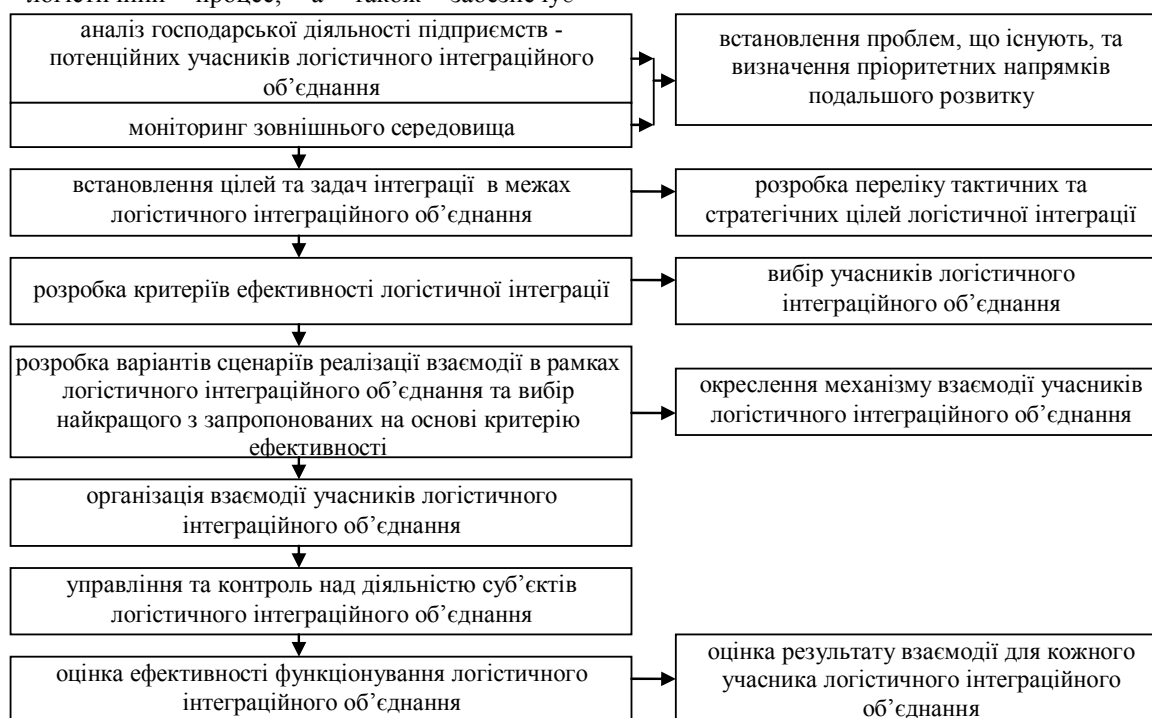 логістичний процес, а також забезпечує
аналіз господарської діяльності підприємств -
потенційних учасників логістичного інтеграційного
об’єднання
моніторинг зовнішнього середовища
встановлення проблем, що існують, та
визначення пріоритетних напрямків
подальшого розвитку
встановлення цілей та задач інтеграції в межах
логістичного інтеграційного об’єднання
розробка переліку тактичних та
стратегічних цілей логістичної інтеграції
розробка критеріїв ефективності логістичної інтеграції
вибір учасників логістичного
інтеграційного об’єднання
розробка варіантів сценаріїв реалізації взаємодії в рамках
логістичного інтеграційного об’єднання та вибір
найкращого з запропонованих на основі критерію
ефективності
окреслення механізму взаємодії учасників
логістичного інтеграційного об’єднання
організація взаємодії учасників логістичного
інтеграційного об’єднання
управління та контроль над діяльністю суб’єктів
логістичного інтеграційного об’єднання
оцінка ефективності функціонування логістичного
інтеграційного об’єднання
оцінка результату взаємодії для кожного
учасника логістичного інтеграційного
об’єднання